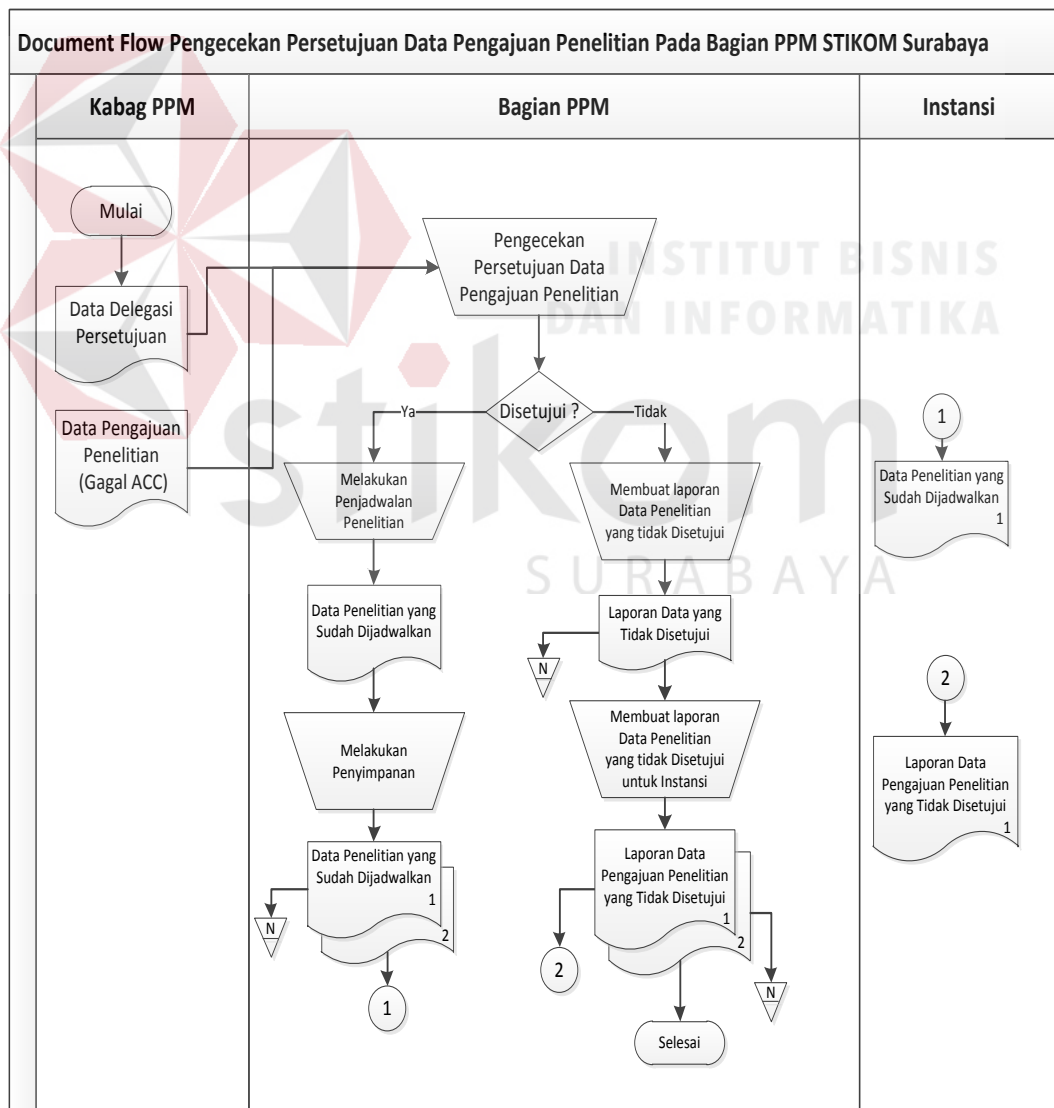 Document Flow Pengecekan Persetujuan Data Pengajuan Penelitian Pada Bagian PPM STIKOM Surabaya
Kabag PPM
Bagian PPM
Instansi
Mulai
Data Delegasi
Persetujuan
Data Pengajuan
Penelitian
(Gagal ACC)
Pengecekan
Persetujuan Data
Pengajuan Penelitian
Disetujui ?
Ya
Tidak
Melakukan
Penjadwalan
Penelitian
Data Penelitian yang
Sudah Dijadwalkan
Melakukan
Penyimpanan
Data Penelitian yang
Sudah Dijadwalkan
1
2
N
1
Membuat laporan
Data Penelitian
yang tidak Disetujui
Laporan Data yang
Tidak Disetujui
N
Membuat laporan
Data Penelitian
yang tidak Disetujui
untuk Instansi
Laporan Data
Pengajuan Penelitian
yang Tidak Disetujui
1
2
2
N
Selesai
1
Data Penelitian yang
Sudah Dijadwalkan
1
2
Laporan Data
Pengajuan Penelitian
yang Tidak Disetujui
1
INSTITUT BISNIS
DAN INFORMATIKA
stikom
SURABAYA